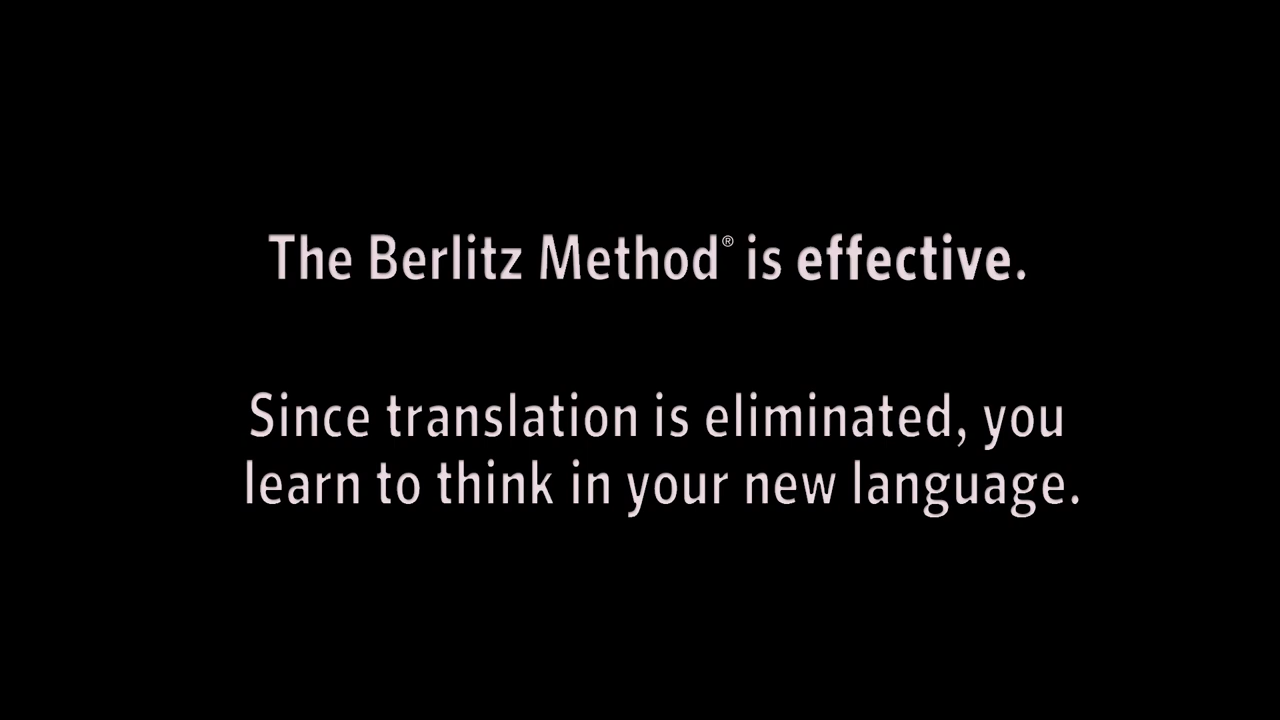 The Berlitz Method® is effective.
Since translation is eliminated, you
learn to think in your new language.